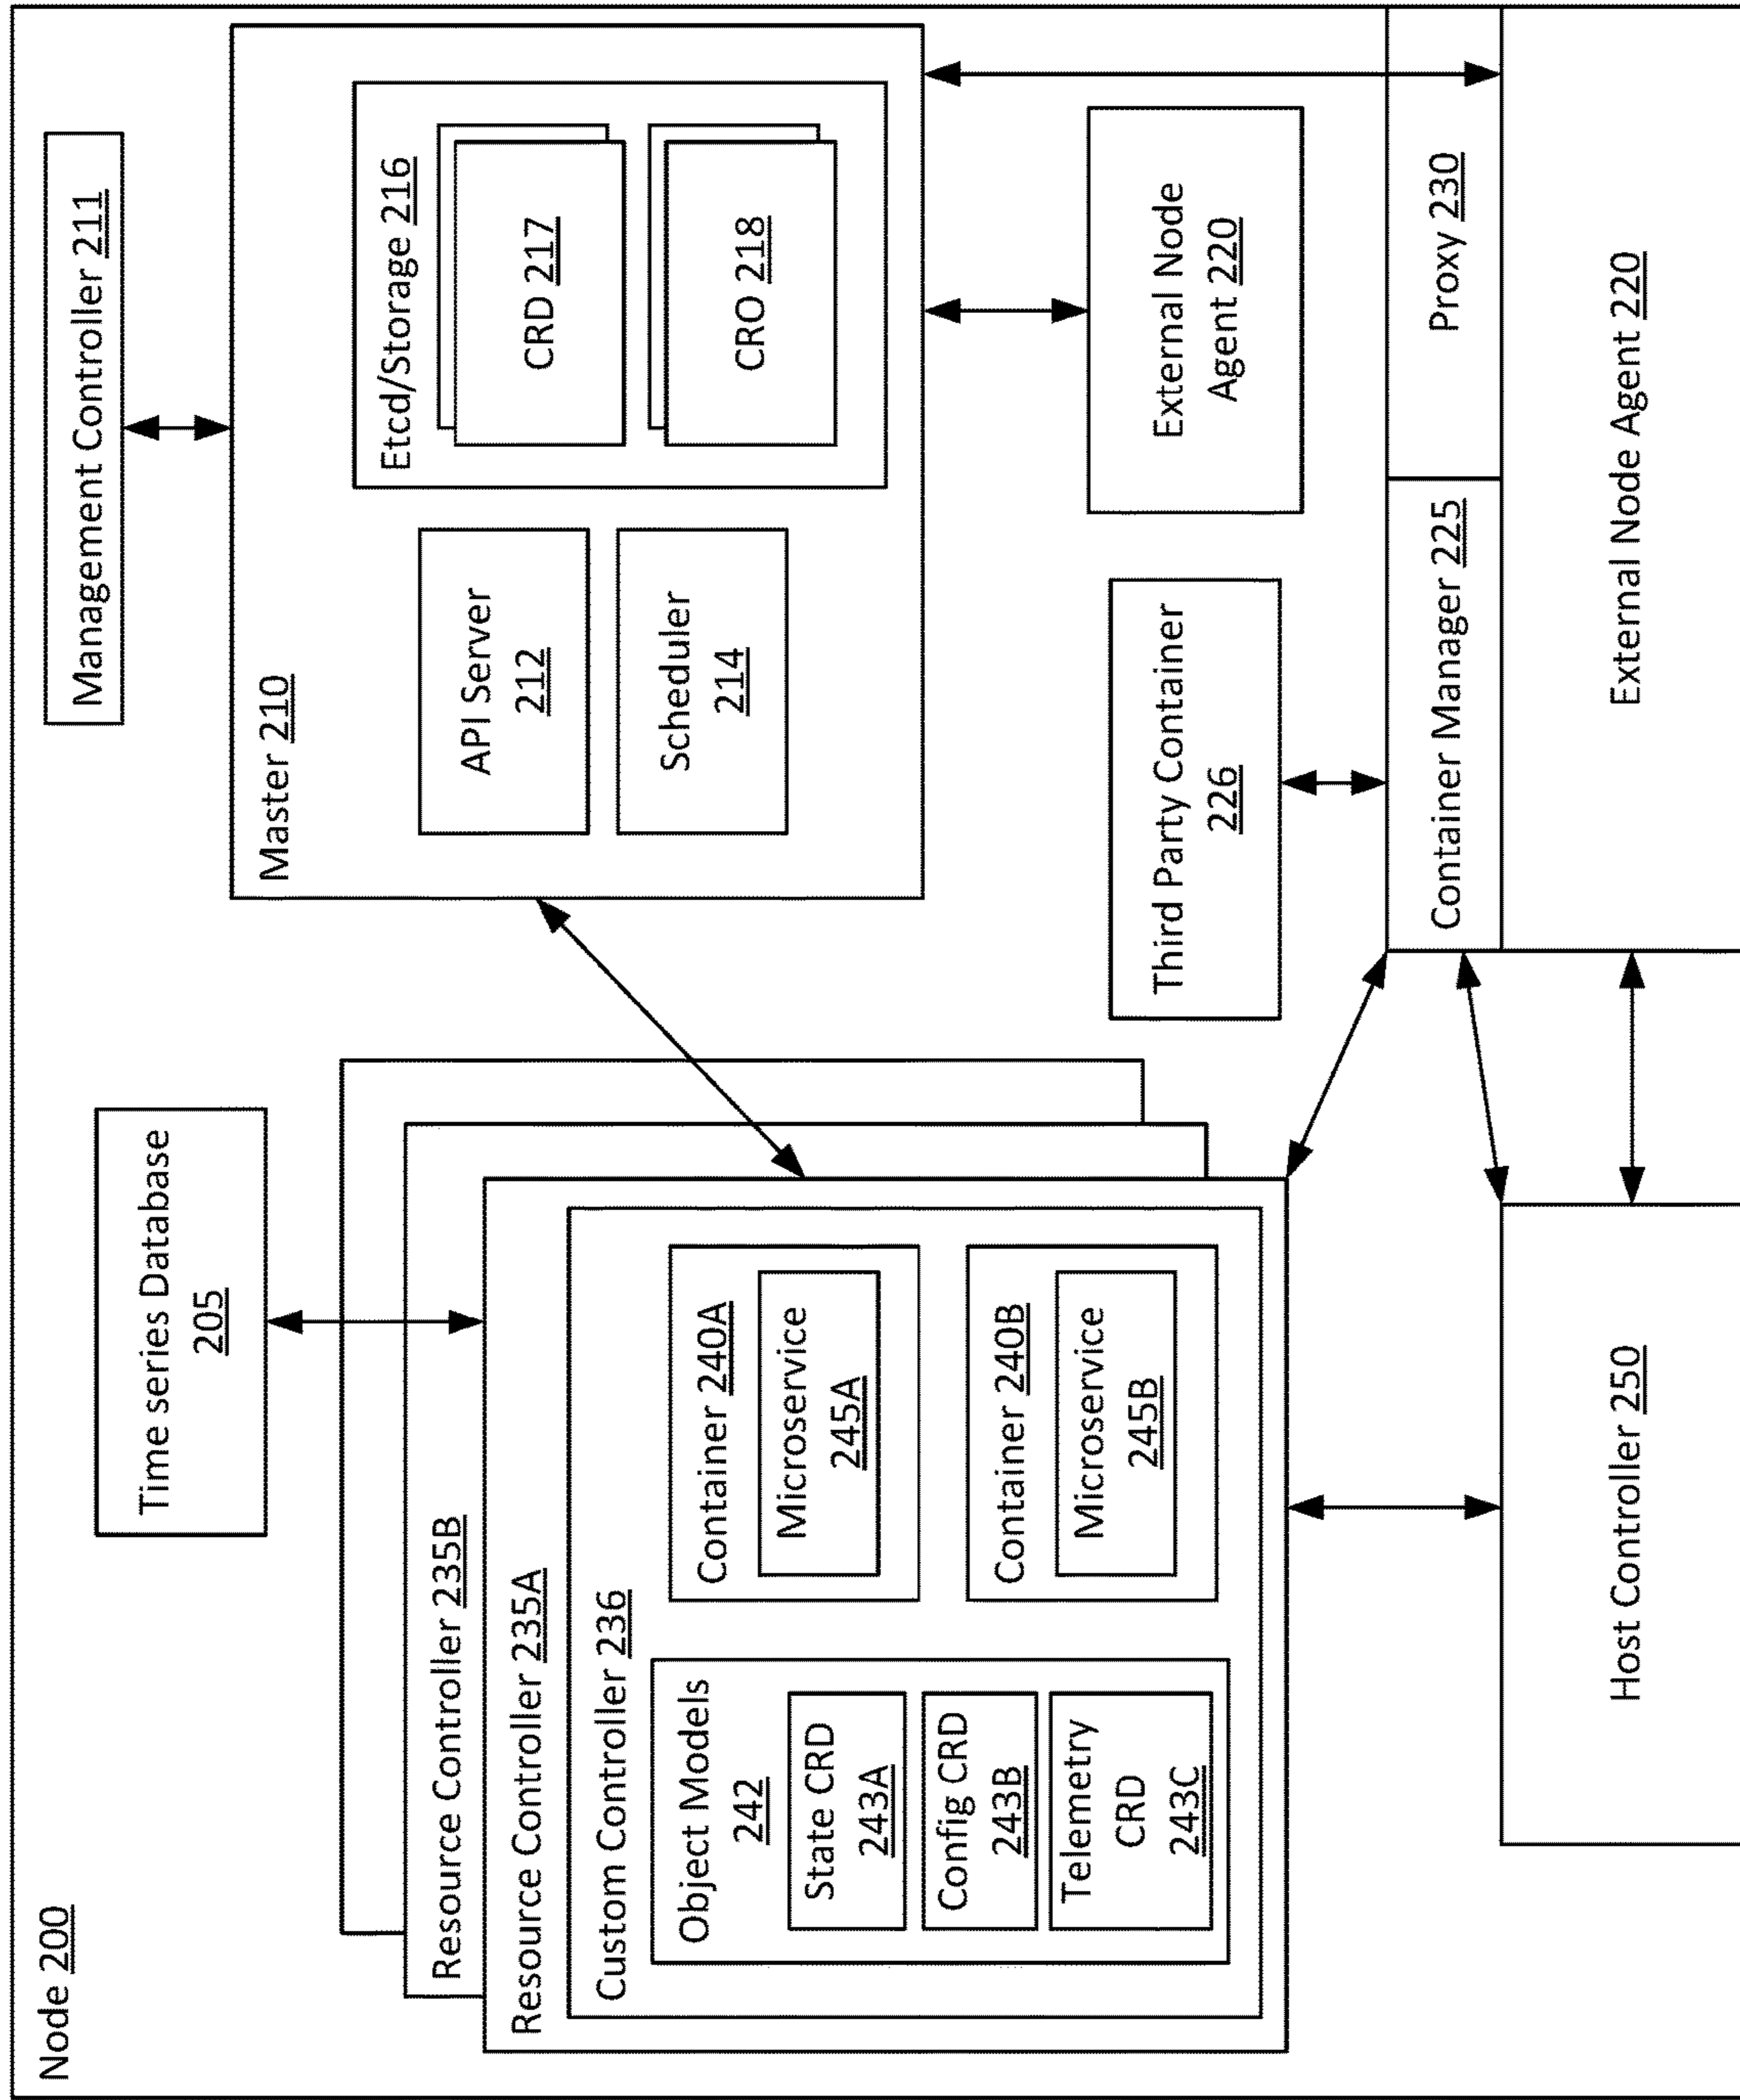 Node 200
Time series Database
205
Management Controller 211
Resource Controller 235B
Resource Controller 235A
Custom Controller 236
Object Models
242
State CRD
243A
Config CRD
243B
Telemetry
CRD
243C
Container 240A
Microservice
245A
Container 240B
Microservice
245B
Master 210
API Server
212
Scheduler
214
Etcd/Storage 216
CRD 217
CRO 218
Third Party Container
226
External Node
Agent 220
Container Manager 225
Proxy 230
Host Controller 250
External Node Agent 220